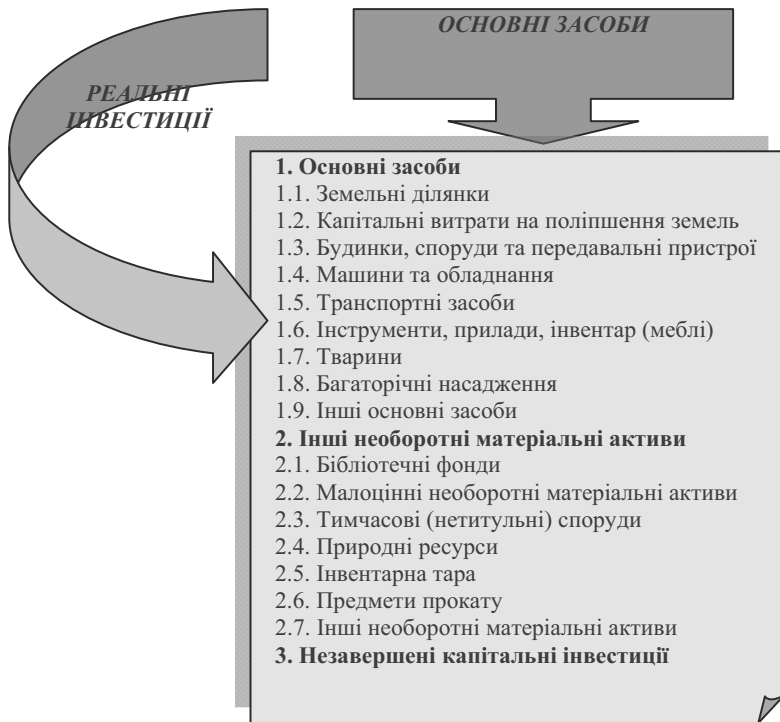 ОСНОВНІ ЗАСОБИ
РЕАЛЬНІ
ІНВЕСТИЦІЇ
1. Основні засоби
1.1. Земельні ділянки
1.2. Капітальні витрати на поліпшення земель
1.3. Будинки, споруди та передавальні пристрої
1.4. Машини та обладнання
1.5. Транспортні засоби
1.6. Інструменти, прилади, інвентар (меблі)
1.7. Тварини
1.8. Багаторічні насадження
1.9. Інші основні засоби
2. Інші необоротні матеріальні активи
2.1. Бібліотечні фонди
2.2. Малоцінні необоротні матеріальні активи
2.3. Тимчасові (нетитульні) споруди
2.4. Природні ресурси
2.5. Інвентарна тара
2.6. Предмети прокату
2.7. Інші необоротні матеріальні активи
3. Незавершені капітальні інвестиції